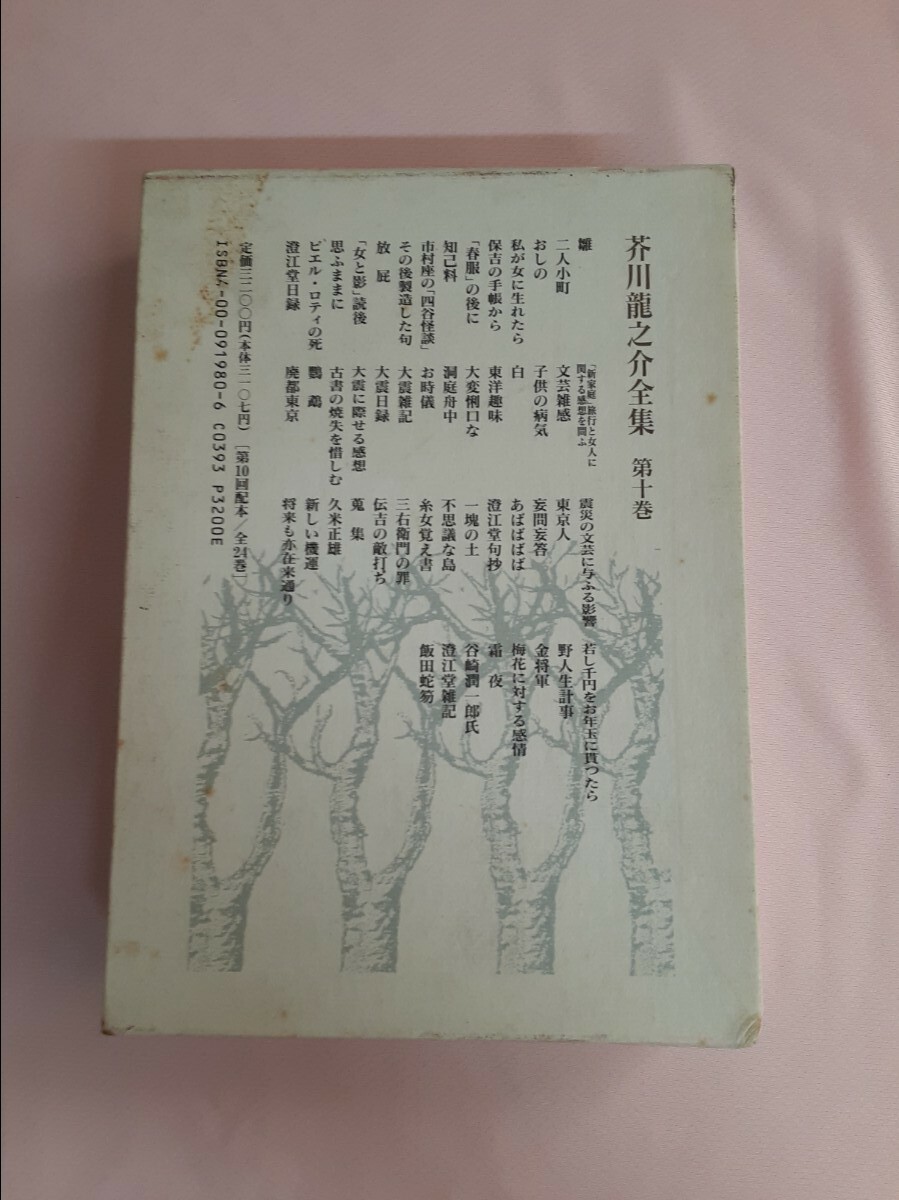 芥川龍之介全集 第十巻
雛
二人小町
おしの
私が女に生れたら
保吉の手帳から
「春服」の後に
知己料
市村座の「四谷怪談」
その後製造した句
放屁
「女と影」読後
思ふままに
ピエル・ロティの死
澄江堂日録
「新家庭」旅行と女人に
関する感想を問ふ
文芸雑感
子供の病気
白
東洋趣味
大変悧口な
洞庭舟中
お時儀
大震雑記
大震日録
大震に際せる感想
古書の焼失を惜しむ
鸚鵡
廃都東京
震災の文芸に与ふる影響
東京人
妄問妄答
あばばばば
澄江堂句抄
一塊の土
不思議な島
糸女覚え書
三右衛門の罪
伝吉の敵打ち
蒐集
久米正雄
新しい機運
将来も亦在来通り
若し千円をお年玉に貰つたら
野人生計事
金将軍
梅花に対する感情
霜夜
谷崎潤一郎氏
澄江堂雑記
飯田蛇笏
定価三二〇〇円(本体三一〇七円) [第10回配本/全24巻]
ISBN4-00-091980-6 C0393 P3200E